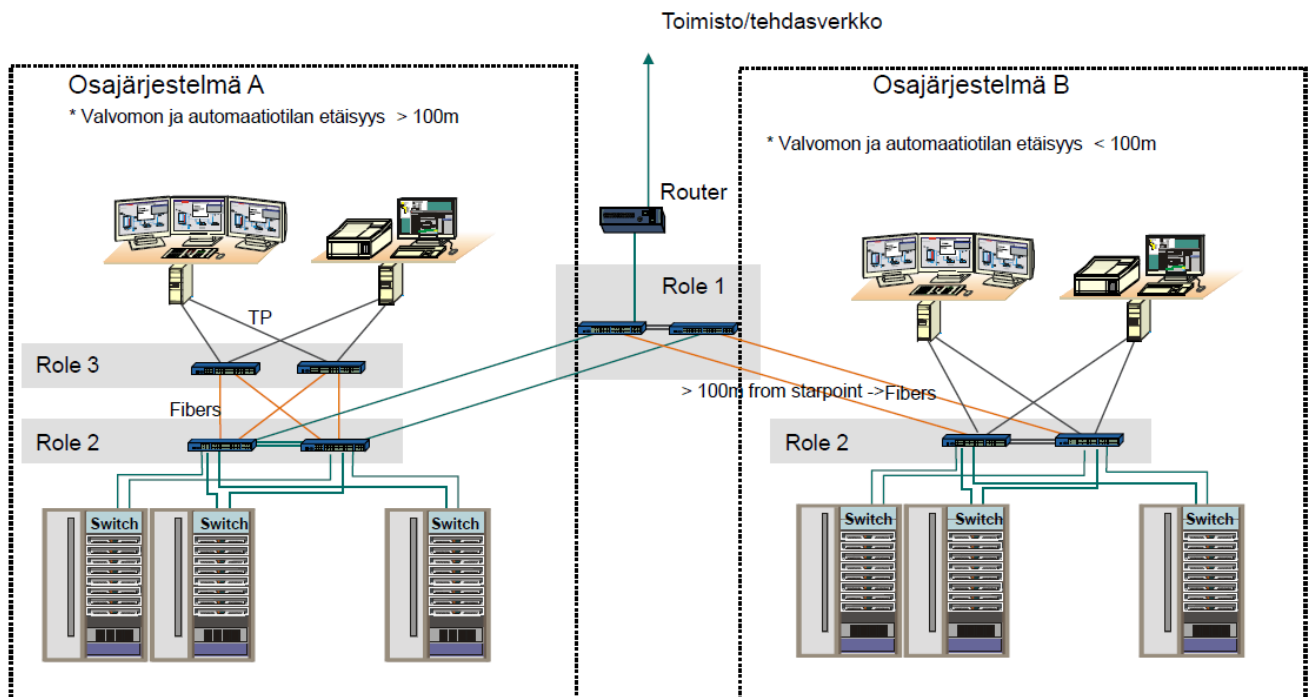 Toimisto/tehdasverkko
Osajärjestelmä A
* Valvomon ja automaatiotilan etäisyys > 100m
Osajärjestelmä B
* Valvomon ja automaatiotilan etäisyys < 100m
Router
Role 1
TP
Role 3
> 100m from starpoint ->Fibers
Fibers
Role 2
Role 2
Switch
Switch
Switch
Switch
Switch
Switch